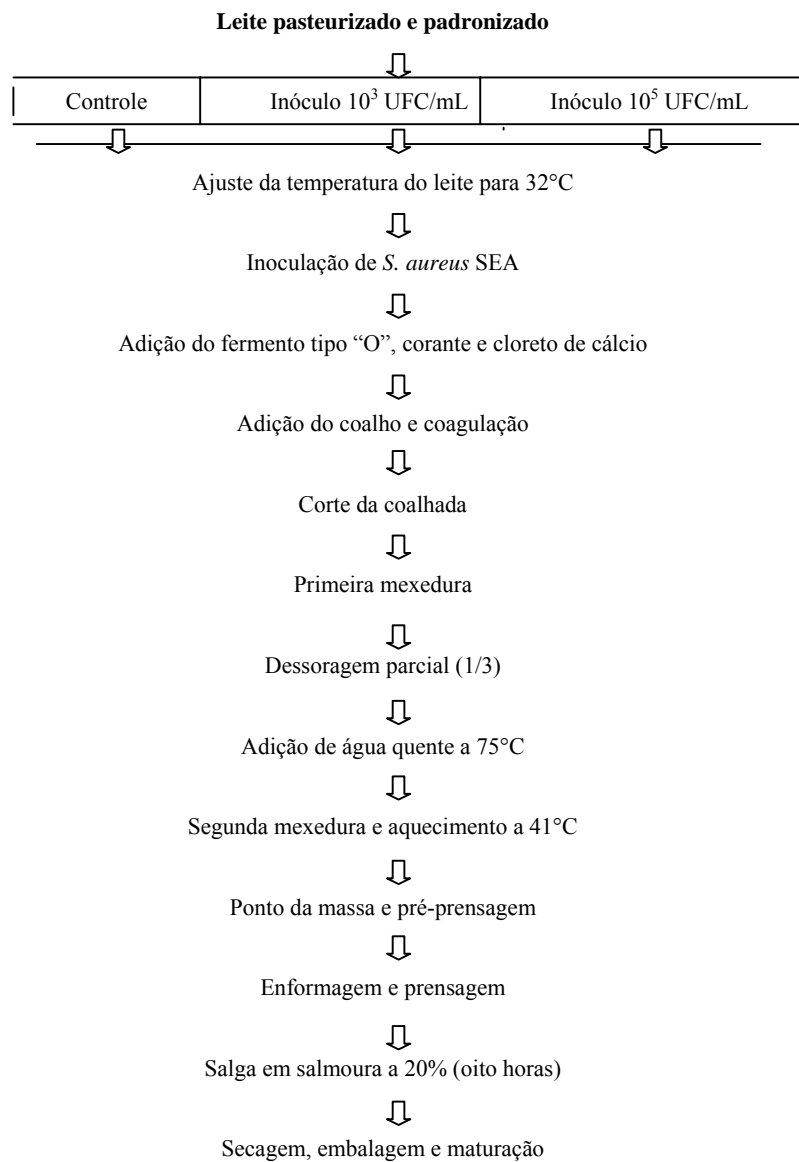 Leite pasteurizado e padronizado
Controle Inóculo 10³ UFC/mL Inóculo 10⁵ UFC/mL
Ajuste da temperatura do leite para 32°C
Inoculação de S. aureus SEA
Adição do fermento tipo “O”, corante e cloreto de cálcio
Adição do coalho e coagulação
Corte da coalhada
Primeira mexedura
Dessoragem parcial (1/3)
Adição de água quente a 75°C
Segunda mexedura e aquecimento a 41°C
Ponto da massa e pré-prensagem
Enformagem e prensagem
Salga em salmoura a 20% (oito horas)
Secagem, embalagem e maturação